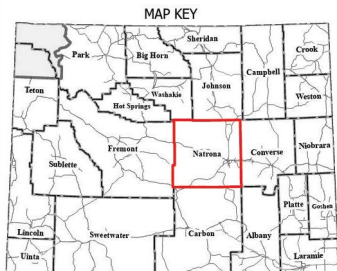 MAP KEY
Sheridan
Park
Big Horn
Crook
Campbell
Johnson
Washakie
Teton
Weston
Hot Springs
Fremont
Natrona
Converse
Niobrara
Sublette
Platte
Goshen
Lincoln
Sweetwater
Carbon
Albany
Laramie
Uinta